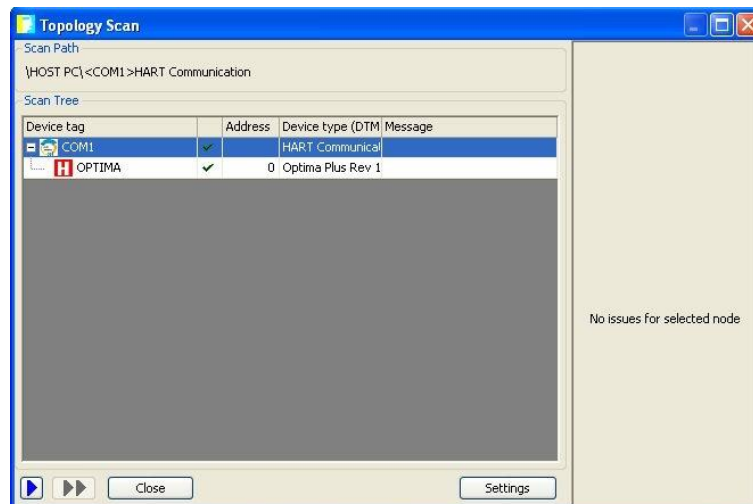 Topology Scan
Scan Path
\HOST PC\<COM1>HART Communication
Scan Tree
Device tag Address Device type (DTM Message
COM1 HART Communical
H OPTIMA 0 Optima Plus Rev 1
No issues for selected node
Close Settings